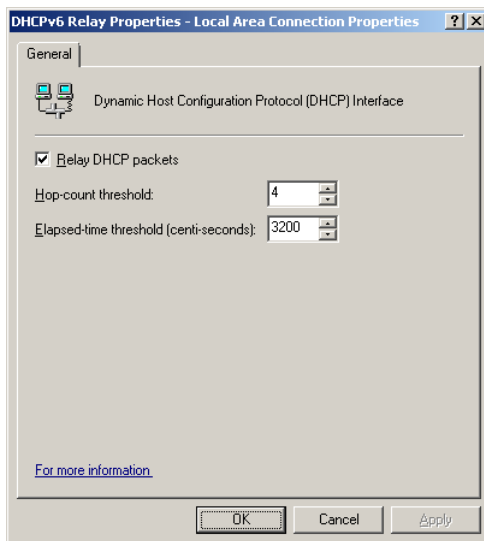 DHCPv6 Relay Properties - Local Area Connection Properties
General
Dynamic Host Configuration Protocol (DHCP) Interface
Relay DHCP packets
Hop-count threshold: 4
Elapsed-time threshold (centi-seconds): 3200
For more information
OK Cancel Apply